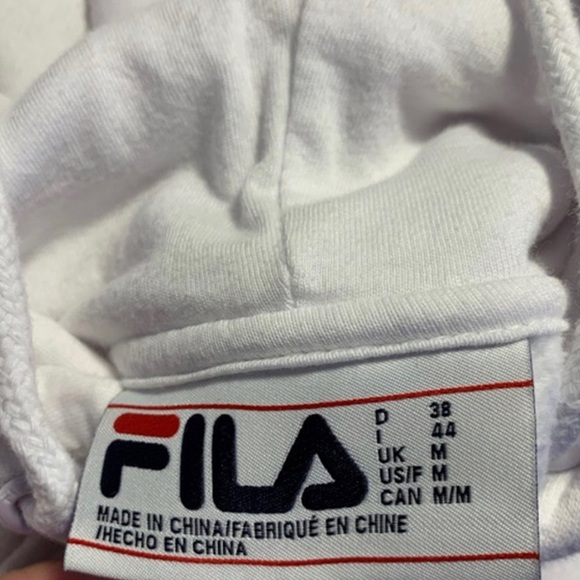 FILA
D 38
I 44
UK M
US/F M
CAN M/M
MADE IN CHINA/FABRIQUÉ EN CHINE
/HECHO EN CHINA